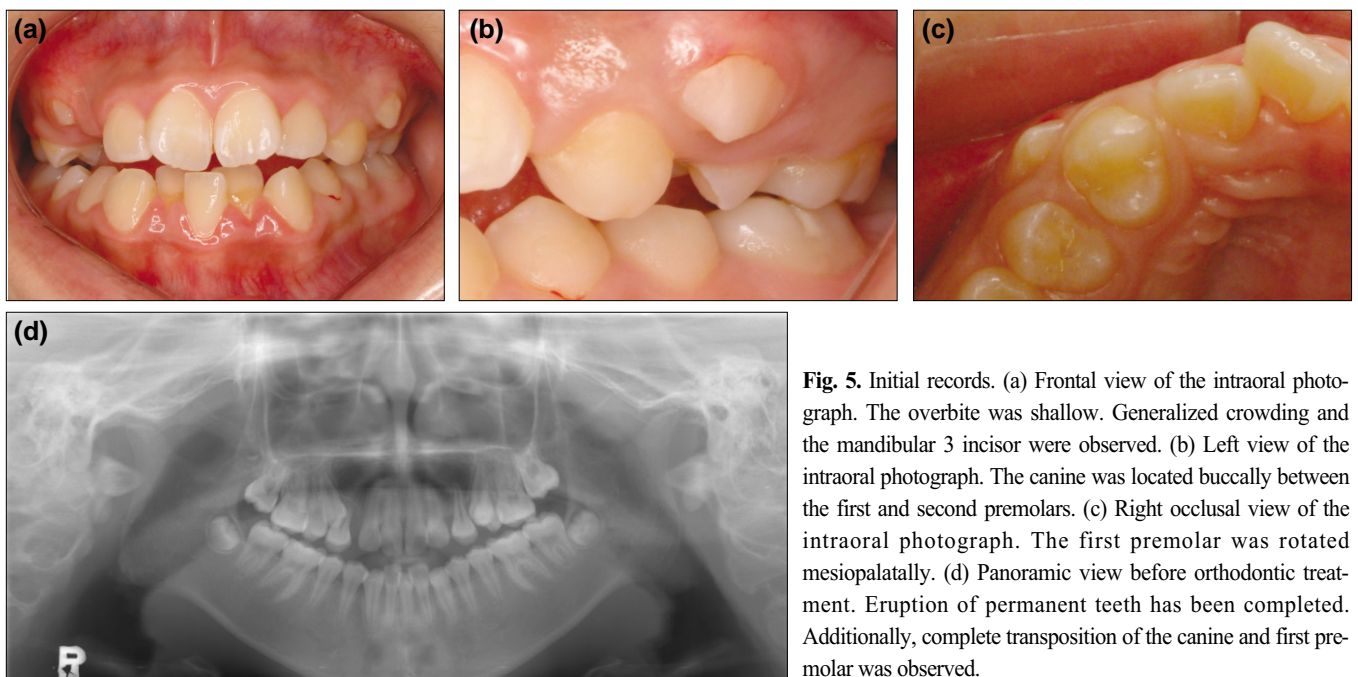 (a)
(b)
(c)
(d)
R
Fig. 5. Initial records. (a) Frontal view of the intraoral photo-
graph. The overbite was shallow. Generalized crowding and
the mandibular 3 incisor were observed. (b) Left view of the
intraoral photograph. The canine was located buccally between
the first and second premolars. (c) Right occlusal view of the
intraoral photograph. The first premolar was rotated
mesiopalatally. (d) Panoramic view before orthodontic treat-
ment. Eruption of permanent teeth has been completed.
Additionally, complete transposition of the canine and first pre-
molar was observed.